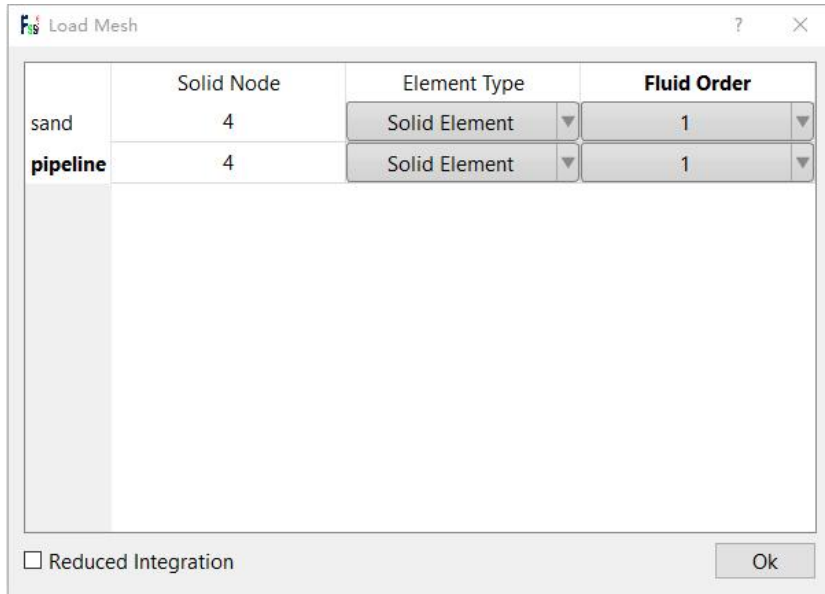 Fssi Load Mesh ?
Solid Node Element Type Fluid Order
sand 4 Solid Element 1
pipeline 4 Solid Element 1
Reduced Integration Ok